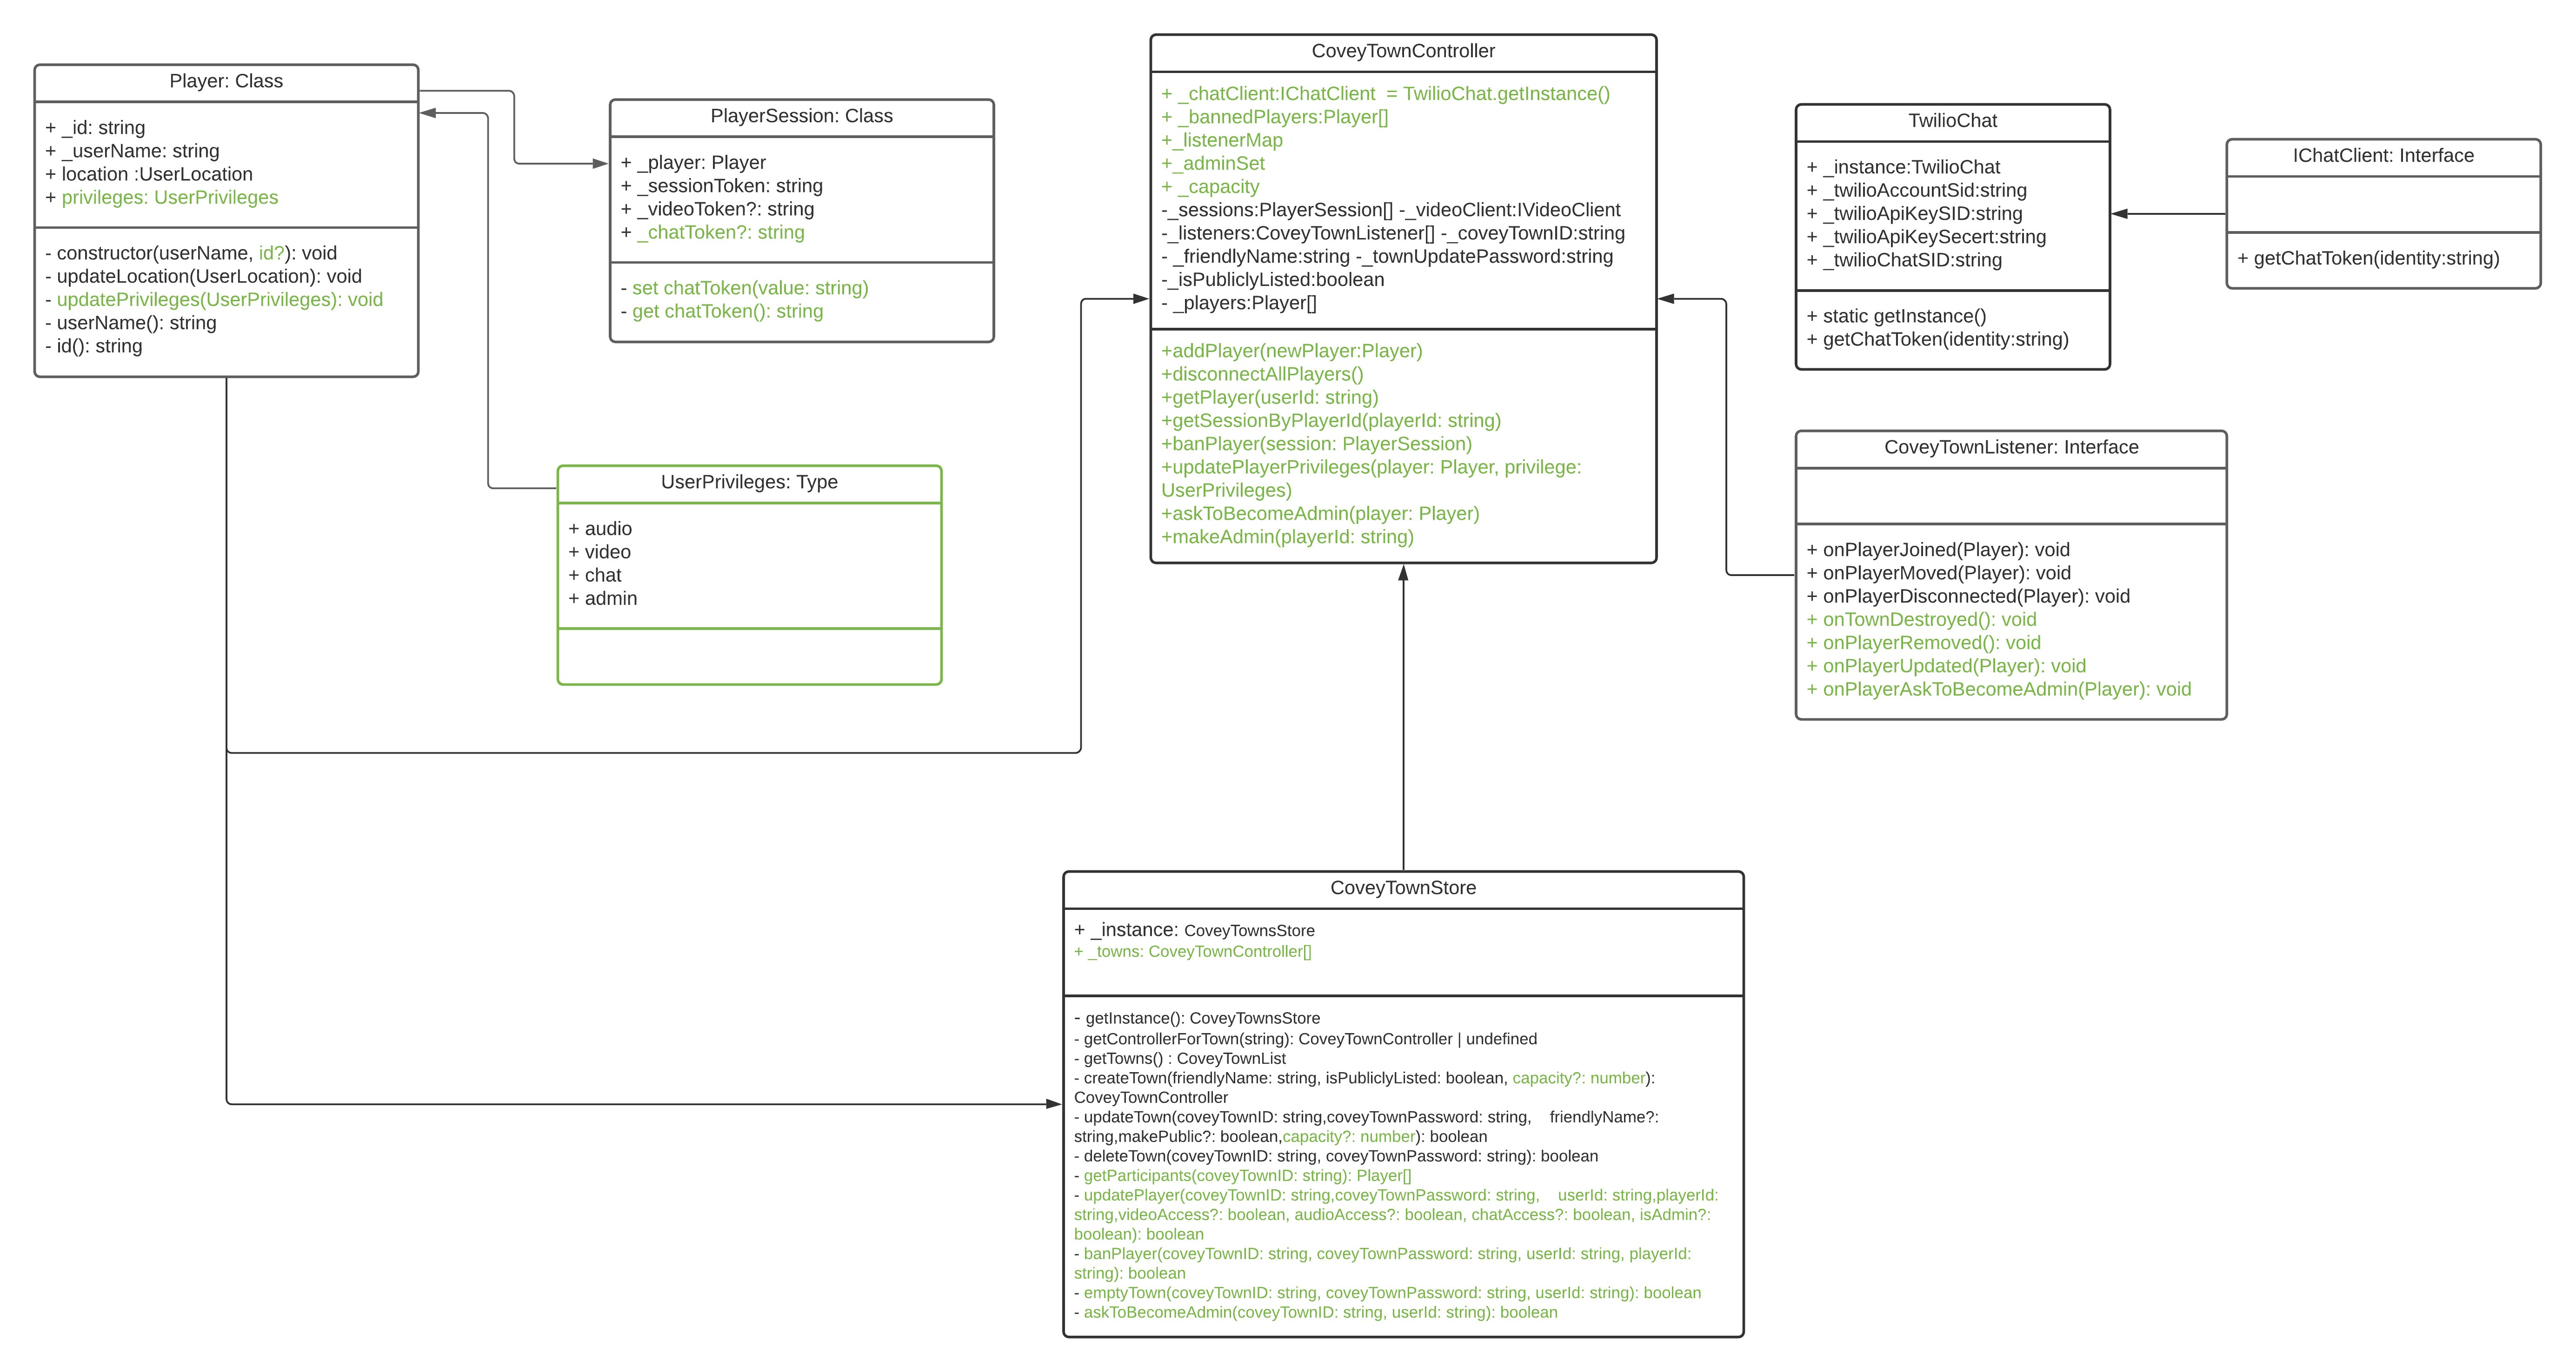 Player: Class
+ _id: string
+ _userName: string
+ location :UserLocation
+ privileges: UserPrivileges
- constructor(userName, id?): void
- updateLocation(UserLocation): void
- updatePrivileges(UserPrivileges): void
- userName(): string
- id(): string
PlayerSession: Class
+ _player: Player
+ _sessionToken: string
+ _videoToken?: string
+ _chatToken?: string
- set chatToken(value: string)
- get chatToken(): string
UserPrivileges: Type
+ audio
+ video
+ chat
+ admin
CoveyTownController
+ _chatClient:IChatClient  = TwilioChat.getInstance()
+ _bannedPlayers:Player[]
+_listenerMap
+_adminSet
+ _capacity
-_sessions:PlayerSession[] -_videoClient:IVideoClient
-_listeners:CoveyTownListener[] -_coveyTownID:string
- _friendlyName:string -_townUpdatePassword:string
-_isPubliclyListed:boolean
- _players:Player[]
+addPlayer(newPlayer:Player)
+disconnectAllPlayers()
+getPlayer(userId: string)
+getSessionByPlayerId(playerId: string)
+banPlayer(session: PlayerSession)
+updatePlayerPrivileges(player: Player, privilege:
UserPrivileges)
+askToBecomeAdmin(player: Player)
+makeAdmin(playerId: string)
TwilioChat
+ _instance:TwilioChat
+ _twilioAccountSid:string
+ _twilioApiKeySID:string
+ _twilioApiKeySecert:string
+ _twilioChatSID:string
+ static getInstance()
+ getChatToken(identity:string)
IChatClient: Interface
+ getChatToken(identity:string)
CoveyTownListener: Interface
+ onPlayerJoined(Player): void
+ onPlayerMoved(Player): void
+ onPlayerDisconnected(Player): void
+ onTownDestroyed(): void
+ onPlayerRemoved(): void
+ onPlayerUpdated(Player): void
+ onPlayerAskToBecomeAdmin(Player): void
CoveyTownStore
+ _instance: CoveyTownsStore
+ _towns: CoveyTownController[]
- getInstance(): CoveyTownsStore
- getControllerForTown(string): CoveyTownController | undefined
- getTowns() : CoveyTownList
- createTown(friendlyName: string, isPubliclyListed: boolean, capacity?: number):
CoveyTownController
- updateTown(coveyTownID: string,coveyTownPassword: string,    friendlyName?:
string,makePublic?: boolean,capacity?: number): boolean
- deleteTown(coveyTownID: string, coveyTownPassword: string): boolean
- getParticipants(coveyTownID: string): Player[]
- updatePlayer(coveyTownID: string,coveyTownPassword: string,    userId: string,playerId:
string,videoAccess?: boolean, audioAccess?: boolean, chatAccess?: boolean, isAdmin?:
boolean): boolean
- banPlayer(coveyTownID: string, coveyTownPassword: string, userId: string, playerId:
string): boolean
- emptyTown(coveyTownID: string, coveyTownPassword: string, userId: string): boolean
- askToBecomeAdmin(coveyTownID: string, userId: string): boolean